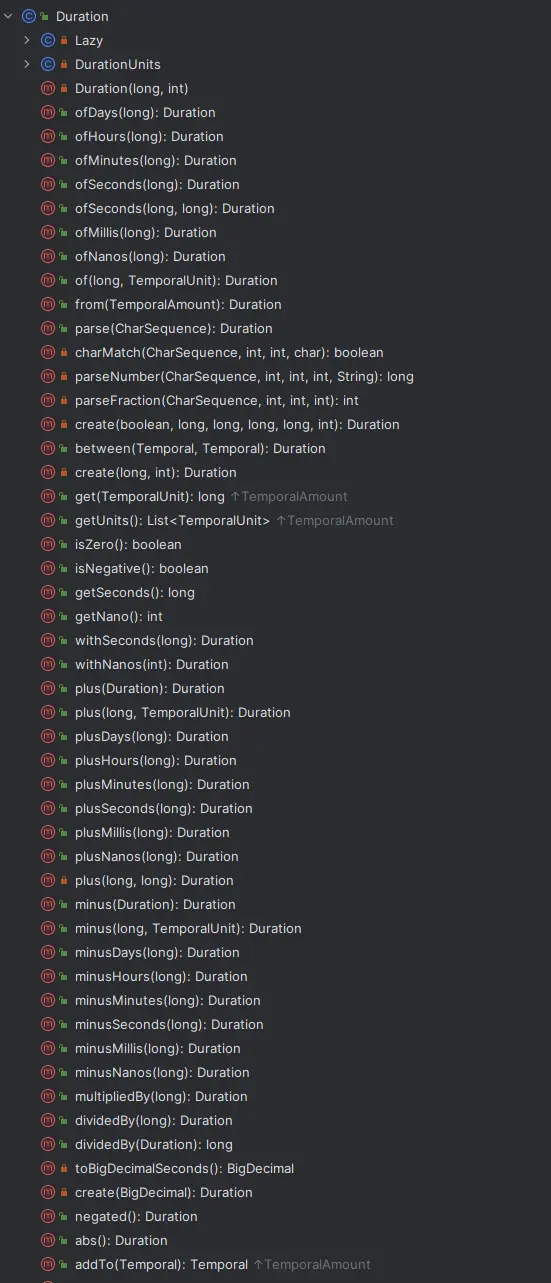 Duration
Lazy
DurationUnits
Duration(long, int)
ofDays(long): Duration
ofHours(long): Duration
ofMinutes(long): Duration
ofSeconds(long): Duration
ofSeconds(long, long): Duration
ofMillis(long): Duration
ofNanos(long): Duration
of(long, TemporalUnit): Duration
from(TemporalAmount): Duration
parse(CharSequence): Duration
charMatch(CharSequence, int, int, char): boolean
parseNumber(CharSequence, int, int, int, String): long
parseFraction(CharSequence, int, int, int): int
create(boolean, long, long, long, long, int): Duration
between(Temporal, Temporal): Duration
create(long, int): Duration
get(TemporalUnit): long ↑TemporalAmount
getUnits(): List<TemporalUnit> ↑TemporalAmount
isZero(): boolean
isNegative(): boolean
getSeconds(): long
getNano(): int
withSeconds(long): Duration
withNanos(int): Duration
plus(Duration): Duration
plus(long, TemporalUnit): Duration
plusDays(long): Duration
plusHours(long): Duration
plusMinutes(long): Duration
plusSeconds(long): Duration
plusMillis(long): Duration
plusNanos(long): Duration
plus(long, long): Duration
minus(Duration): Duration
minus(long, TemporalUnit): Duration
minusDays(long): Duration
minusHours(long): Duration
minusMinutes(long): Duration
minusSeconds(long): Duration
minusMillis(long): Duration
minusNanos(long): Duration
multipliedBy(long): Duration
dividedBy(long): Duration
dividedBy(Duration): long
toBigDecimalSeconds(): BigDecimal
create(BigDecimal): Duration
negated(): Duration
abs(): Duration
addTo(Temporal): Temporal ↑TemporalAmount